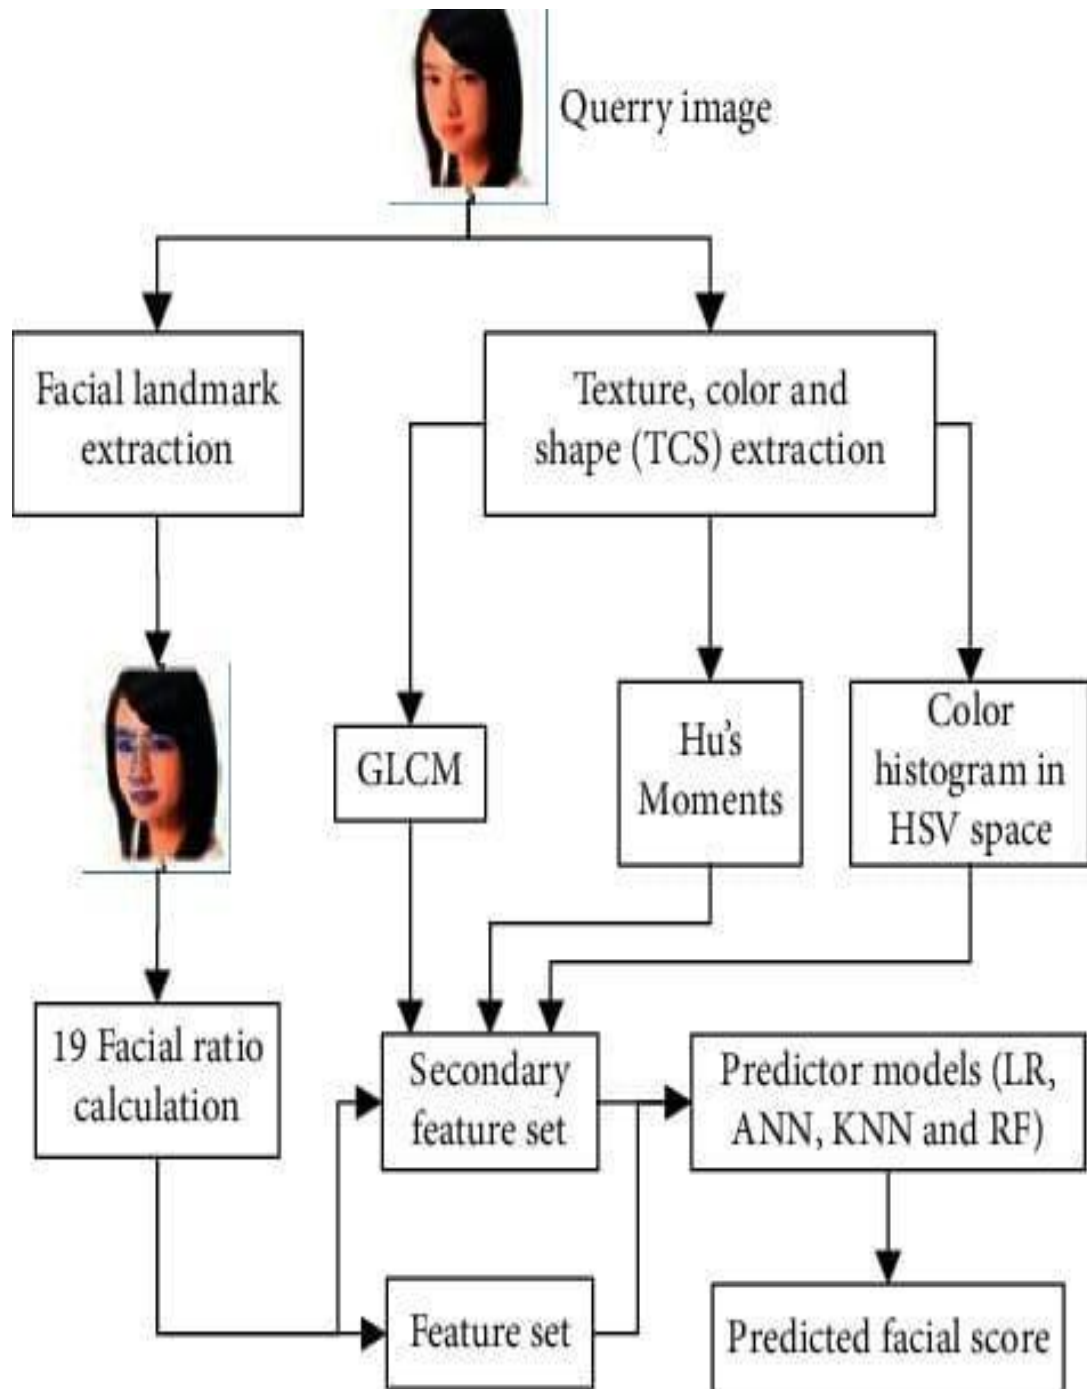 Querry image
Facial landmark
extraction
Texture, color and
shape (TCS) extraction
GLCM
Hu's
Moments
Color
histogram in
HSV space
19 Facial ratio
calculation
Secondary
feature set
Predictor models (LR,
ANN, KNN and RF)
Feature set
Predicted facial score